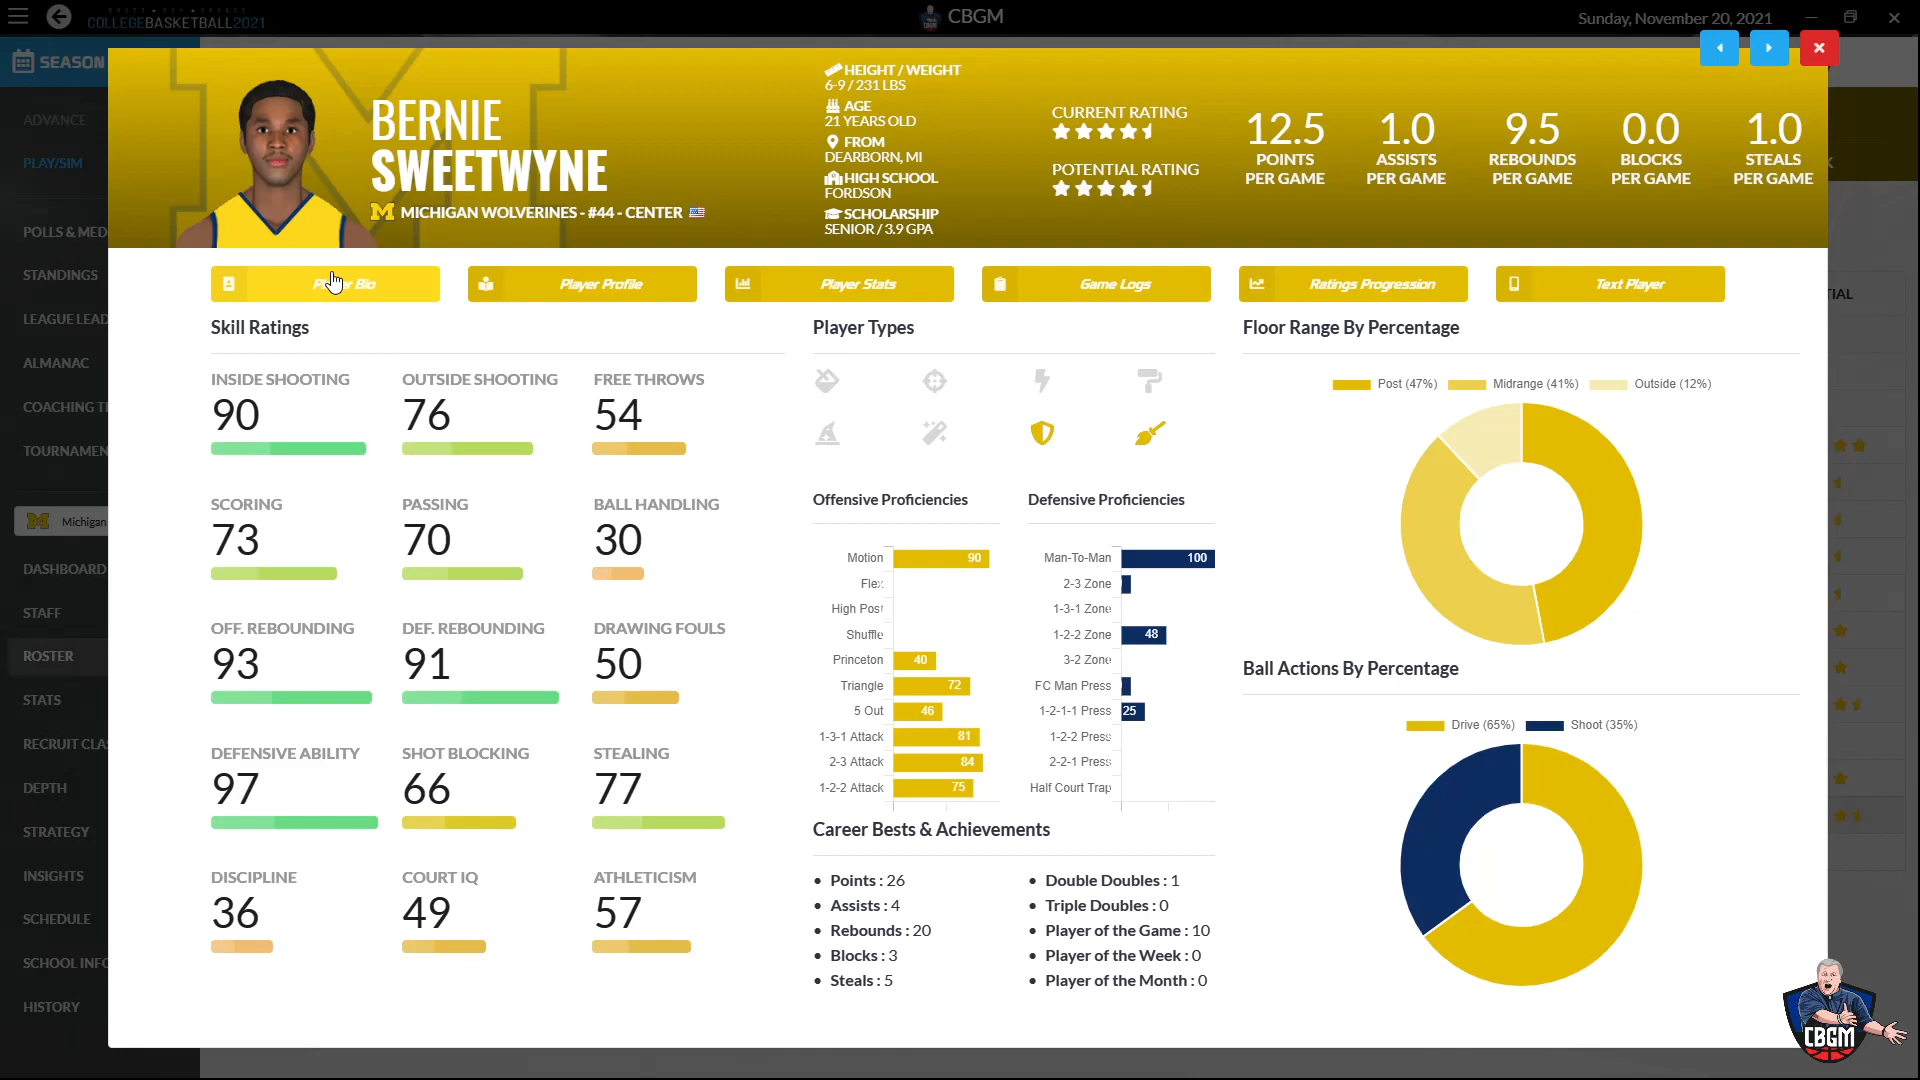 COLLEGEBASKETBALL2021
CBGM
Sunday, November 20, 2021
SEASON
ADVANCE
PLAY/SIM
POLLS & MED
STANDINGS
LEAGUE LEAD
ALMANAC
COACHING T
TOURNAMEN
Michigan
DASHBOARD
STAFF
ROSTER
STATS
RECRUIT CLA
DEPTH
STRATEGY
INSIGHTS
SCHEDULE
SCHOOL INFO
HISTORY
BERNIE
SWEETWYNE
MICHIGAN WOLVERINES - #44 - CENTER
HEIGHT / WEIGHT
6-9 / 231 LBS
AGE
21 YEARS OLD
FROM
DEARBORN, MI
HIGH SCHOOL
FORDSON
SCHOLARSHIP
SENIOR / 3.9 GPA
CURRENT RATING
POTENTIAL RATING
12.5 1.0 9.5 0.0 1.0
POINTS ASSISTS REBOUNDS BLOCKS STEALS
PER GAME PER GAME PER GAME PER GAME PER GAME
Bio Player Profile Player Stats Game Logs Ratings Progression Text Player
Skill Ratings
INSIDE SHOOTING OUTSIDE SHOOTING FREE THROWS
90 76 54
SCORING PASSING BALL HANDLING
73 70 30
OFF. REBOUNDING DEF. REBOUNDING DRAWING FOULS
93 91 50
DEFENSIVE ABILITY SHOT BLOCKING STEALING
97 66 77
DISCIPLINE COURT IQ ATHLETICISM
36 49 57
Player Types
Offensive Proficiencies
Motion 90
Flex
High Post
Shuffle
Princeton 40
Triangle 72
5 Out 46
1-3-1 Attack 81
2-3 Attack 84
1-2-2 Attack 75
Defensive Proficiencies
Man-To-Man 100
2-3 Zone
1-3-1 Zone
1-2-2 Zone 48
3-2 Zone
FC Man Press
1-2-1-1 Press 25
1-2-2 Press
2-2-1 Press
Half Court Trap
Career Bests & Achievements
• Points : 26
• Assists : 4
• Rebounds : 20
• Blocks : 3
• Steals : 5
• Double Doubles : 1
• Triple Doubles : 0
• Player of the Game : 10
• Player of the Week : 0
• Player of the Month : 0
Floor Range By Percentage
Post (47%) Midrange (41%) Outside (12%)
Ball Actions By Percentage
Drive (65%) Shoot (35%)
TIAL
CBGM